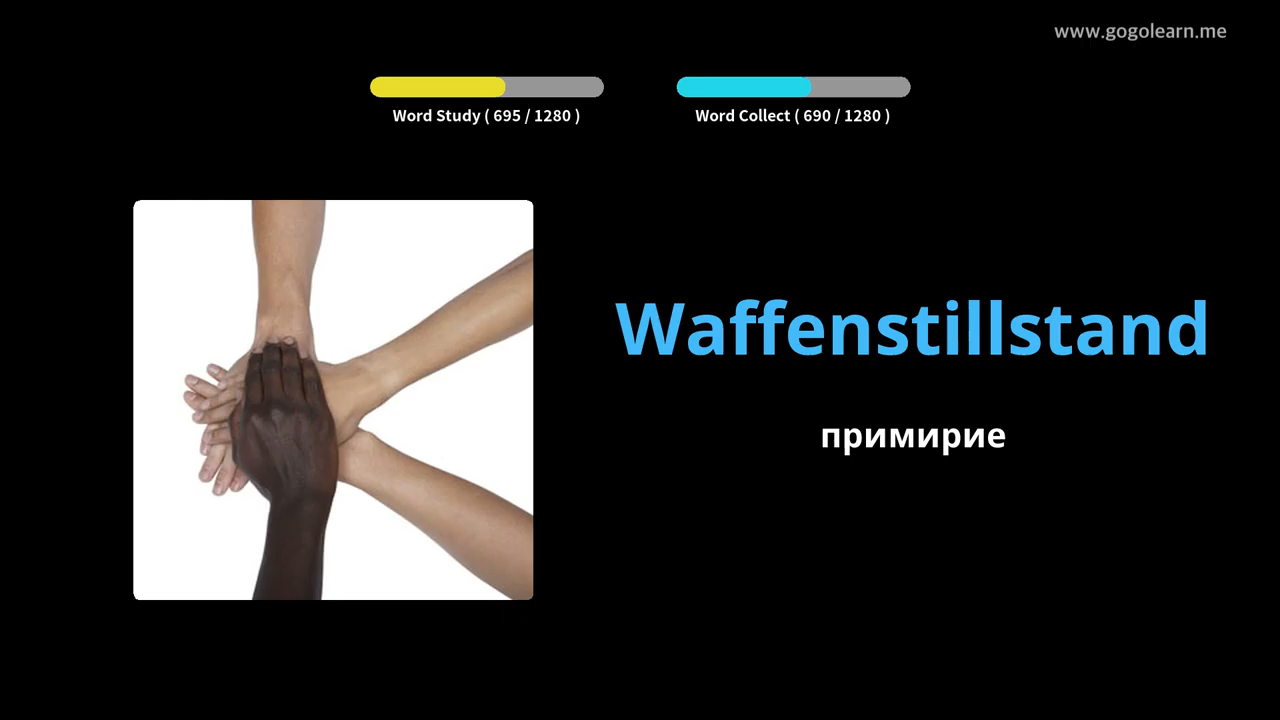 www.gogolearn.me
Word Study ( 695 / 1280 )
Word Collect ( 690 / 1280 )
Waffenstillstand
примирие